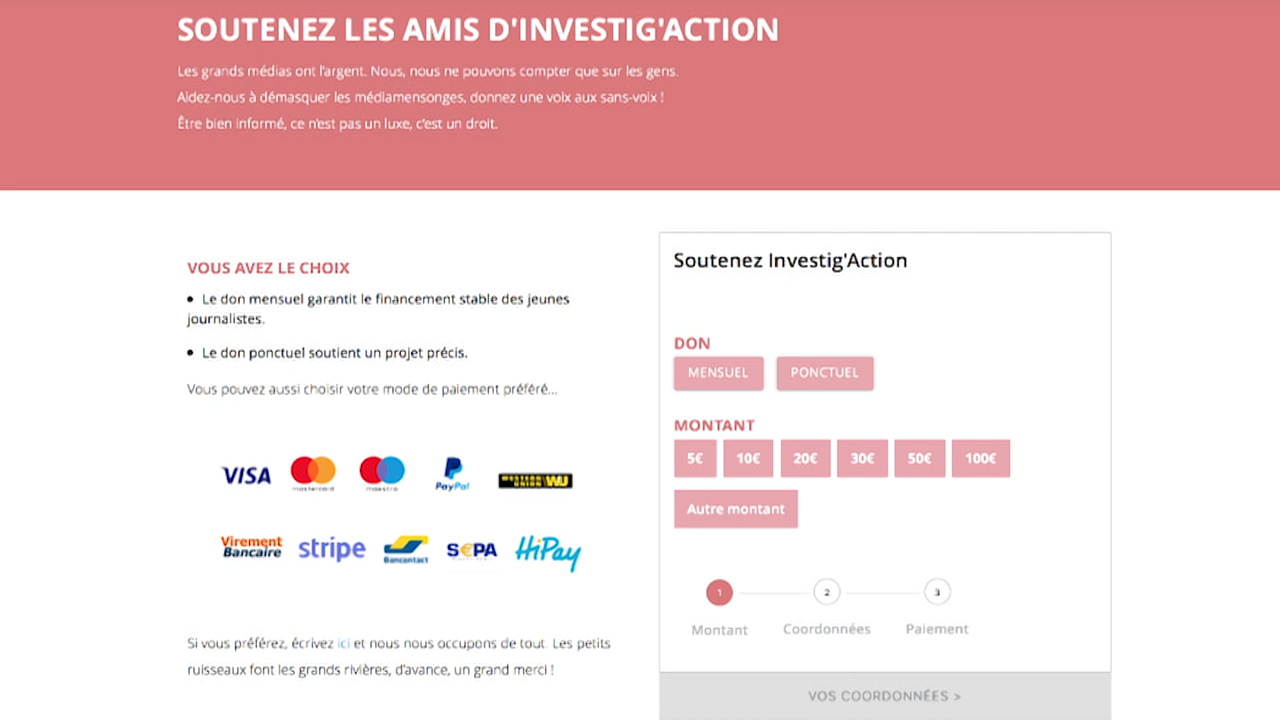 SOUTENEZ LES AMIS D'INVESTIG'ACTION
Les grands médias ont l'argent. Nous, nous ne pouvons compter que sur les gens.
Aidez-nous à démasquer les médiamensonges, donnez une voix aux sans-voix !
Être bien informé, ce n'est pas un luxe, c'est un droit.
VOUS AVEZ LE CHOIX
• Le don mensuel garantit le financement stable des jeunes
journalistes.
• Le don ponctuel soutient un projet précis.
Vous pouvez aussi choisir votre mode de paiement préféré...
VISA mastercard maestro PayPal WESTERN UNION WU
Virement Bancaire stripe Bancontact S€PA HiPay
Si vous préférez, écrivez ici et nous nous occupons de tout. Les petits
ruisseaux font les grands rivières, d'avance, un grand merci !
Soutenez Investig'Action
DON
MENSUEL PONCTUEL
MONTANT
5€ 10€ 20€ 30€ 50€ 100€
Autre montant
1 2 3
Montant Coordonnées Paiement
VOS COORDONNÉES >